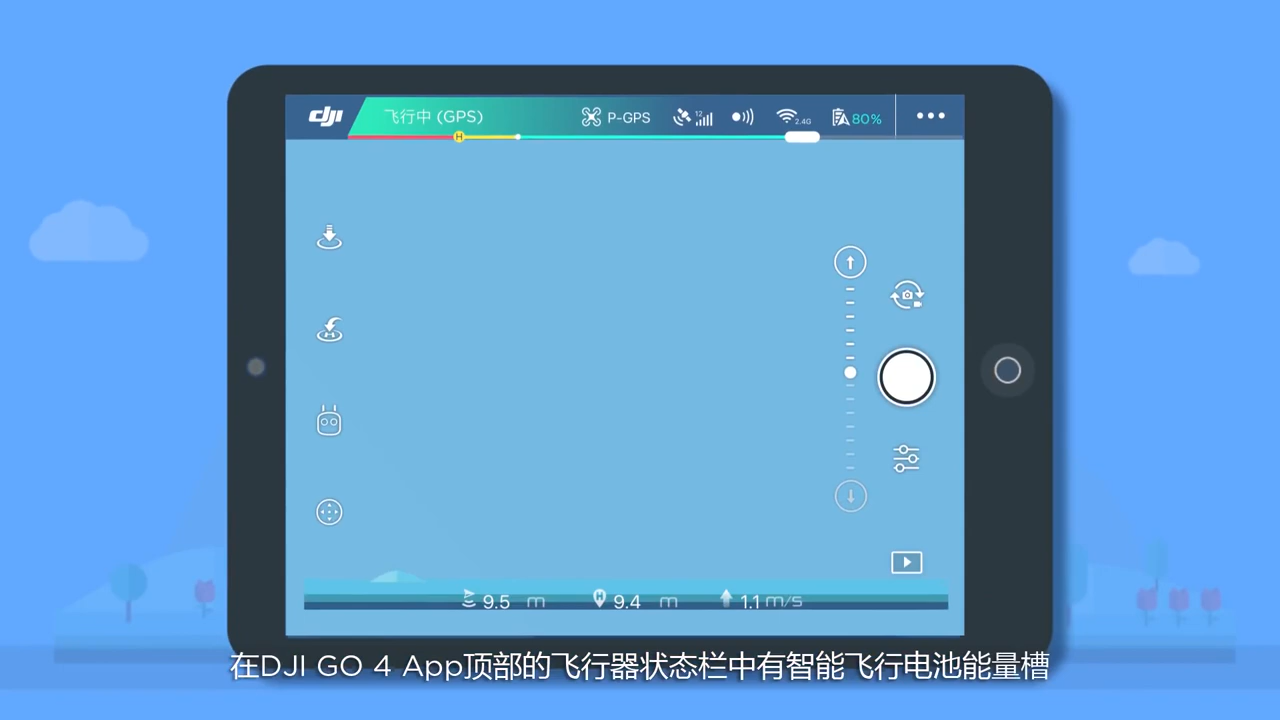 dji 飞行中 (GPS) P-GPS 12 2.4G 80%
H
9.5 m H 9.4 m 1.1 m/s
在DJI GO 4 App顶部的飞行器状态栏中有智能飞行电池能量槽